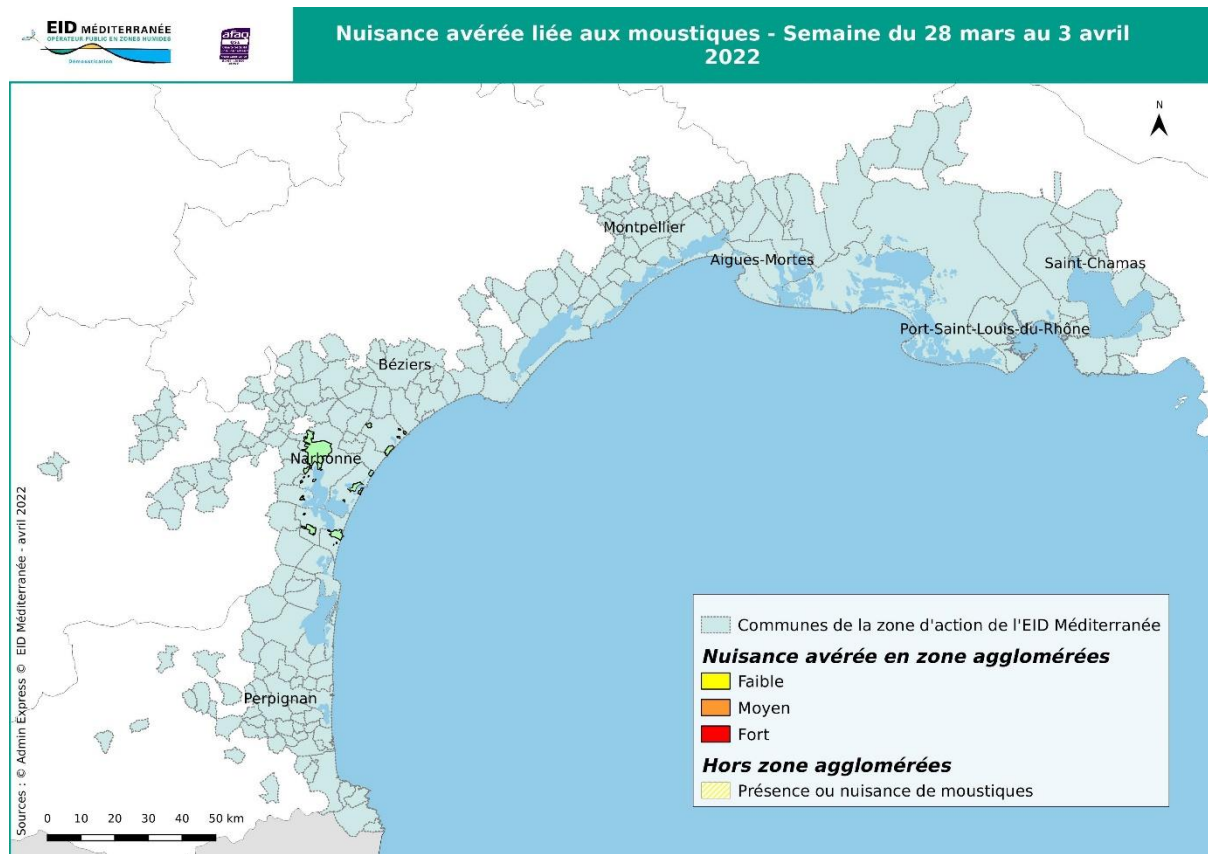 EID MÉDITERRANÉE
OPÉRATEUR PUBLIC EN ZONES HUMIDES
Démoustication
afaq
Nuisance avérée liée aux moustiques - Semaine du 28 mars au 3 avril
2022
N
Montpellier
Aigues-Mortes
Saint-Chamas
Port-Saint-Louis-du-Rhône
Béziers
Narbonne
Perpignan
Communes de la zone d'action de l'EID Méditerranée
Nuisance avérée en zone agglomérées
Faible
Moyen
Fort
Hors zone agglomérées
Présence ou nuisance de moustiques
0 10 20 30 40 50 km
Sources : © Admin Express © EID Méditerranée - avril 2022